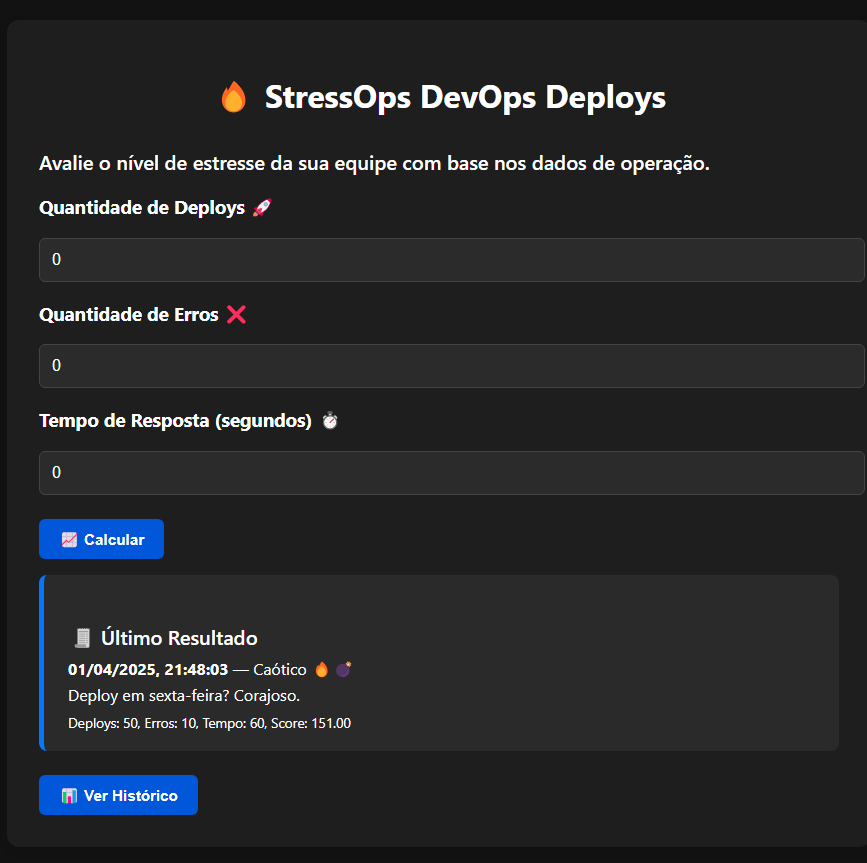 🔥 StressOps DevOps Deploys
Avalie o nível de estresse da sua equipe com base nos dados de operação.
Quantidade de Deploys 🚀
0
Quantidade de Erros ❌
0
Tempo de Resposta (segundos) ⏱️
0
📈 Calcular
🧾 Último Resultado
01/04/2025, 21:48:03 — Caótico 🔥 💣
Deploy em sexta-feira? Corajoso.
Deploys: 50, Erros: 10, Tempo: 60, Score: 151.00
📊 Ver Histórico